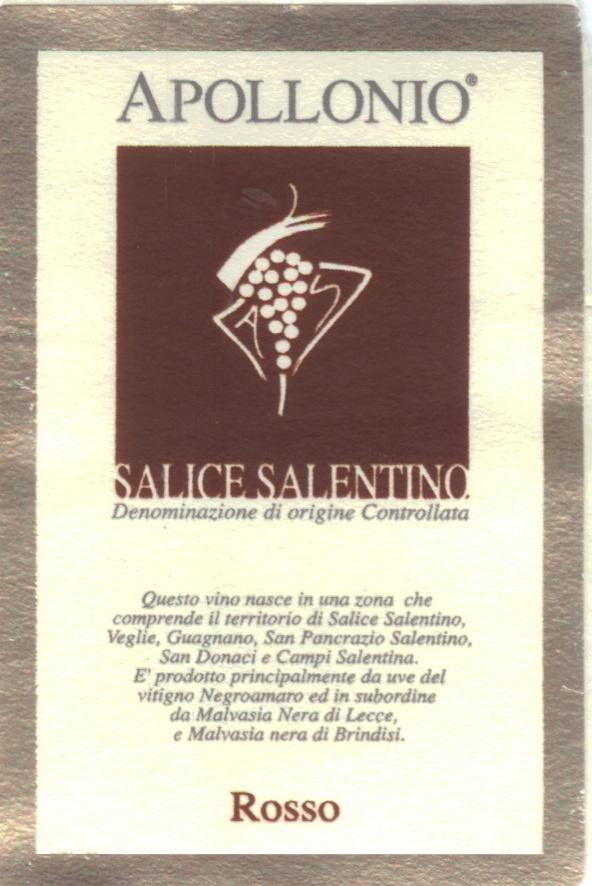 APOLLONIO®
A S
SALICE SALENTINO
Denominazione di origine Controllata
Questo vino nasce in una zona che
comprende il territorio di Salice Salentino,
Veglie, Guagnano, San Pancrazio Salentino,
San Donaci e Campi Salentina.
E' prodotto principalmente da uve del
vitigno Negroamaro ed in subordine
da Malvasia Nera di Lecce,
e Malvasia nera di Brindisi.
Rosso